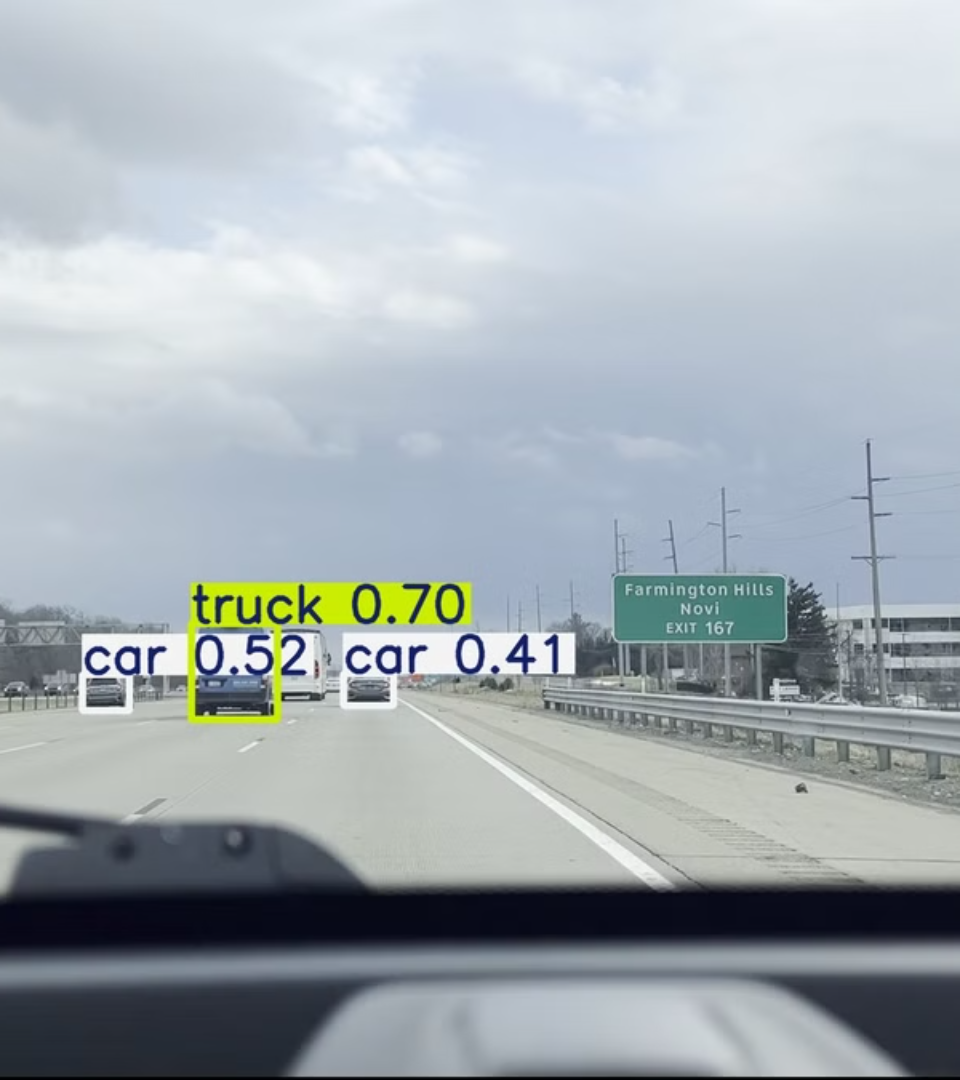 truck 0.70
car 0.52
car 0.41
Farmington Hills
Novi
EXIT 167